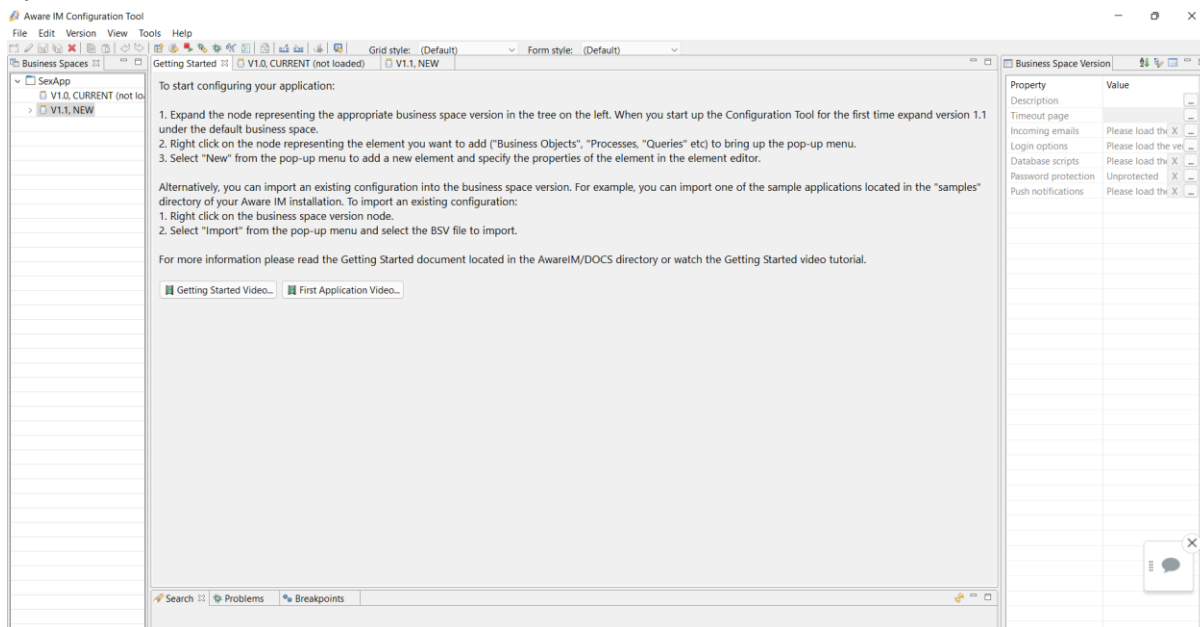 Aware IM Configuration Tool
File Edit Version View Tools Help
Grid style: (Default) Form style: (Default)
Business Spaces
Getting Started V1.0, CURRENT (not loaded) V1.1, NEW
Business Space Version
SexApp
V1.0, CURRENT (not loa
V1.1, NEW
To start configuring your application:
1. Expand the node representing the appropriate business space version in the tree on the left. When you start up the Configuration Tool for the first time expand version 1.1
under the default business space.
2. Right click on the node representing the element you want to add ("Business Objects", "Processes, "Queries" etc) to bring up the pop-up menu.
3. Select "New" from the pop-up menu to add a new element and specify the properties of the element in the element editor.
Alternatively, you can import an existing configuration into the business space version. For example, you can import one of the sample applications located in the "samples"
directory of your Aware IM installation. To import an existing configuration:
1. Right click on the business space version node.
2. Select "Import" from the pop-up menu and select the BSV file to import.
For more information please read the Getting Started document located in the AwareIM/DOCS directory or watch the Getting Started video tutorial.
Getting Started Video... First Application Video...
Property Value
Description ...
Timeout page ...
Incoming emails Please load the X ...
Login options Please load the ver ...
Database scripts Please load the X ...
Password protection Unprotected X ...
Push notifications Please load the X ...
Search Problems Breakpoints